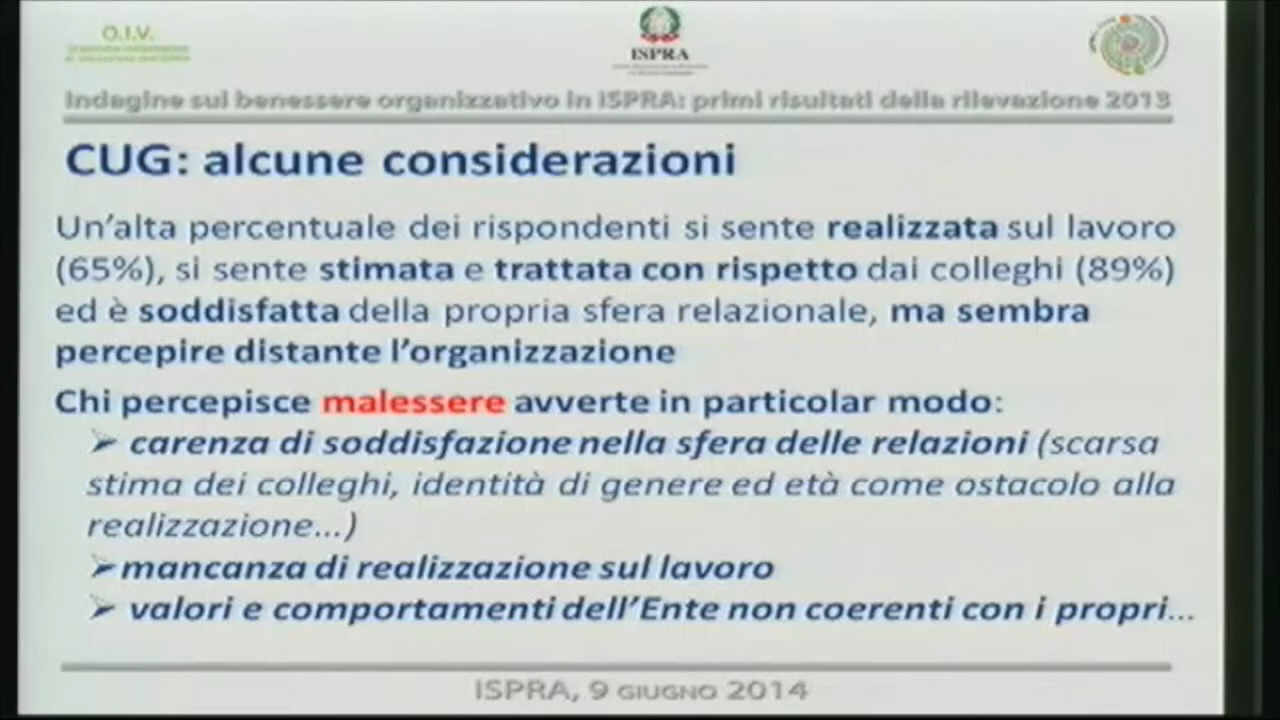 O.I.V.
ISPRA
Indagine sul benessere organizzativo in ISPRA: primi risultati della rilevazione 2013
CUG: alcune considerazioni
Un’alta percentuale dei rispondenti si sente realizzata sul lavoro
(65%), si sente stimata e trattata con rispetto dai colleghi (89%)
ed è soddisfatta della propria sfera relazionale, ma sembra
percepire distante l’organizzazione
Chi percepisce malessere avverte in particolar modo:
➢ carenza di soddisfazione nella sfera delle relazioni (scarsa
stima dei colleghi, identità di genere ed età come ostacolo alla
realizzazione...)
➢mancanza di realizzazione sul lavoro
➢ valori e comportamenti dell’Ente non coerenti con i propri...
ISPRA, 9 GIUGNO 2014